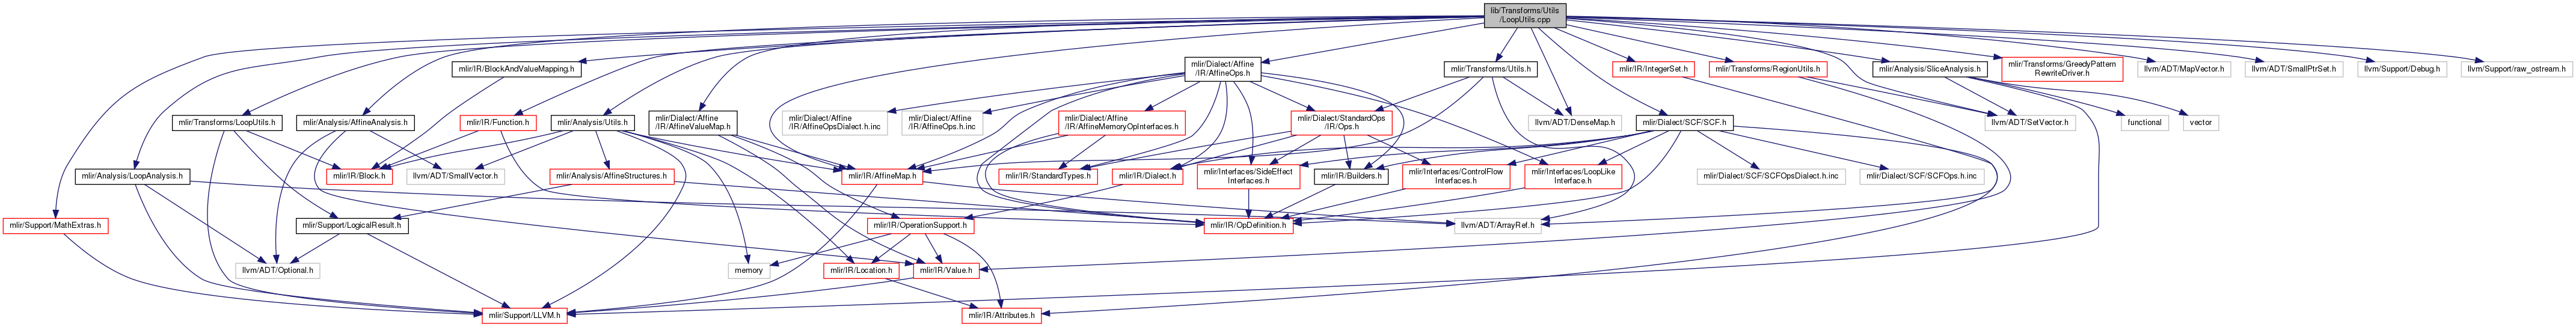 lib/Transforms/Utils
/LoopUtils.cpp
mlir/IR/BlockAndValueMapping.h
mlir/Dialect/Affine
/IR/AffineOps.h
mlir/Transforms/Utils.h
mlir/IR/IntegerSet.h
mlir/Transforms/RegionUtils.h
mlir/Analysis/SliceAnalysis.h
mlir/Transforms/GreedyPattern
RewriteDriver.h
llvm/ADT/MapVector.h
llvm/ADT/SmallPtrSet.h
llvm/Support/Debug.h
llvm/Support/raw_ostream.h
mlir/Transforms/LoopUtils.h
mlir/Analysis/AffineAnalysis.h
mlir/IR/Function.h
mlir/Analysis/Utils.h
mlir/Dialect/Affine
/IR/AffineValueMap.h
mlir/Dialect/Affine
/IR/AffineOpsDialect.h.inc
mlir/Dialect/Affine
/IR/AffineOps.h.inc
mlir/Dialect/Affine
/IR/AffineMemoryOpInterfaces.h
mlir/Dialect/StandardOps
/IR/Ops.h
llvm/ADT/DenseMap.h
mlir/Dialect/SCF/SCF.h
llvm/ADT/SetVector.h
functional
vector
mlir/Analysis/LoopAnalysis.h
mlir/IR/Block.h
llvm/ADT/SmallVector.h
mlir/Analysis/AffineStructures.h
mlir/IR/AffineMap.h
mlir/IR/StandardTypes.h
mlir/IR/Dialect.h
mlir/Interfaces/SideEffect
Interfaces.h
mlir/IR/Builders.h
mlir/Interfaces/ControlFlow
Interfaces.h
mlir/Interfaces/LoopLike
Interface.h
mlir/Dialect/SCF/SCFOpsDialect.h.inc
mlir/Dialect/SCF/SCFOps.h.inc
mlir/Support/MathExtras.h
mlir/Support/LogicalResult.h
mlir/IR/OperationSupport.h
mlir/IR/OpDefinition.h
llvm/ADT/ArrayRef.h
llvm/ADT/Optional.h
memory
mlir/IR/Location.h
mlir/IR/Value.h
mlir/Support/LLVM.h
mlir/IR/Attributes.h